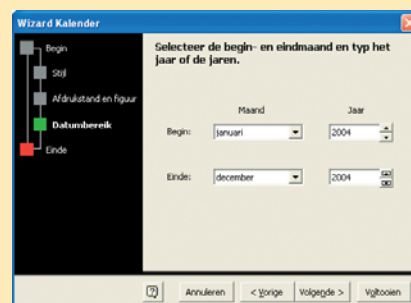 Wizard Kalender
Begin
Stijl
Afdrukstand en figuur
Datumbereik
Einde
Selecteer de begin- en eindmaand en typ het
jaar of de jaren.
Maand Jaar
Begin: januari 2004
Einde: december 2004
Annuleren < Vorige Volgende > Voltooien